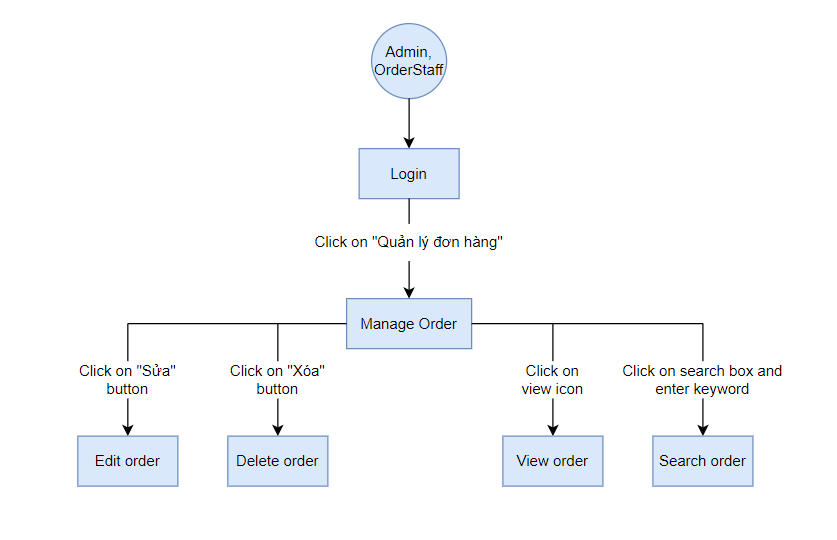 Admin,
OrderStaff
Login
Click on "Quản lý đơn hàng"
Manage Order
Click on "Sửa"
button
Click on "Xóa"
button
Click on
view icon
Click on search box and
enter keyword
Edit order
Delete order
View order
Search order